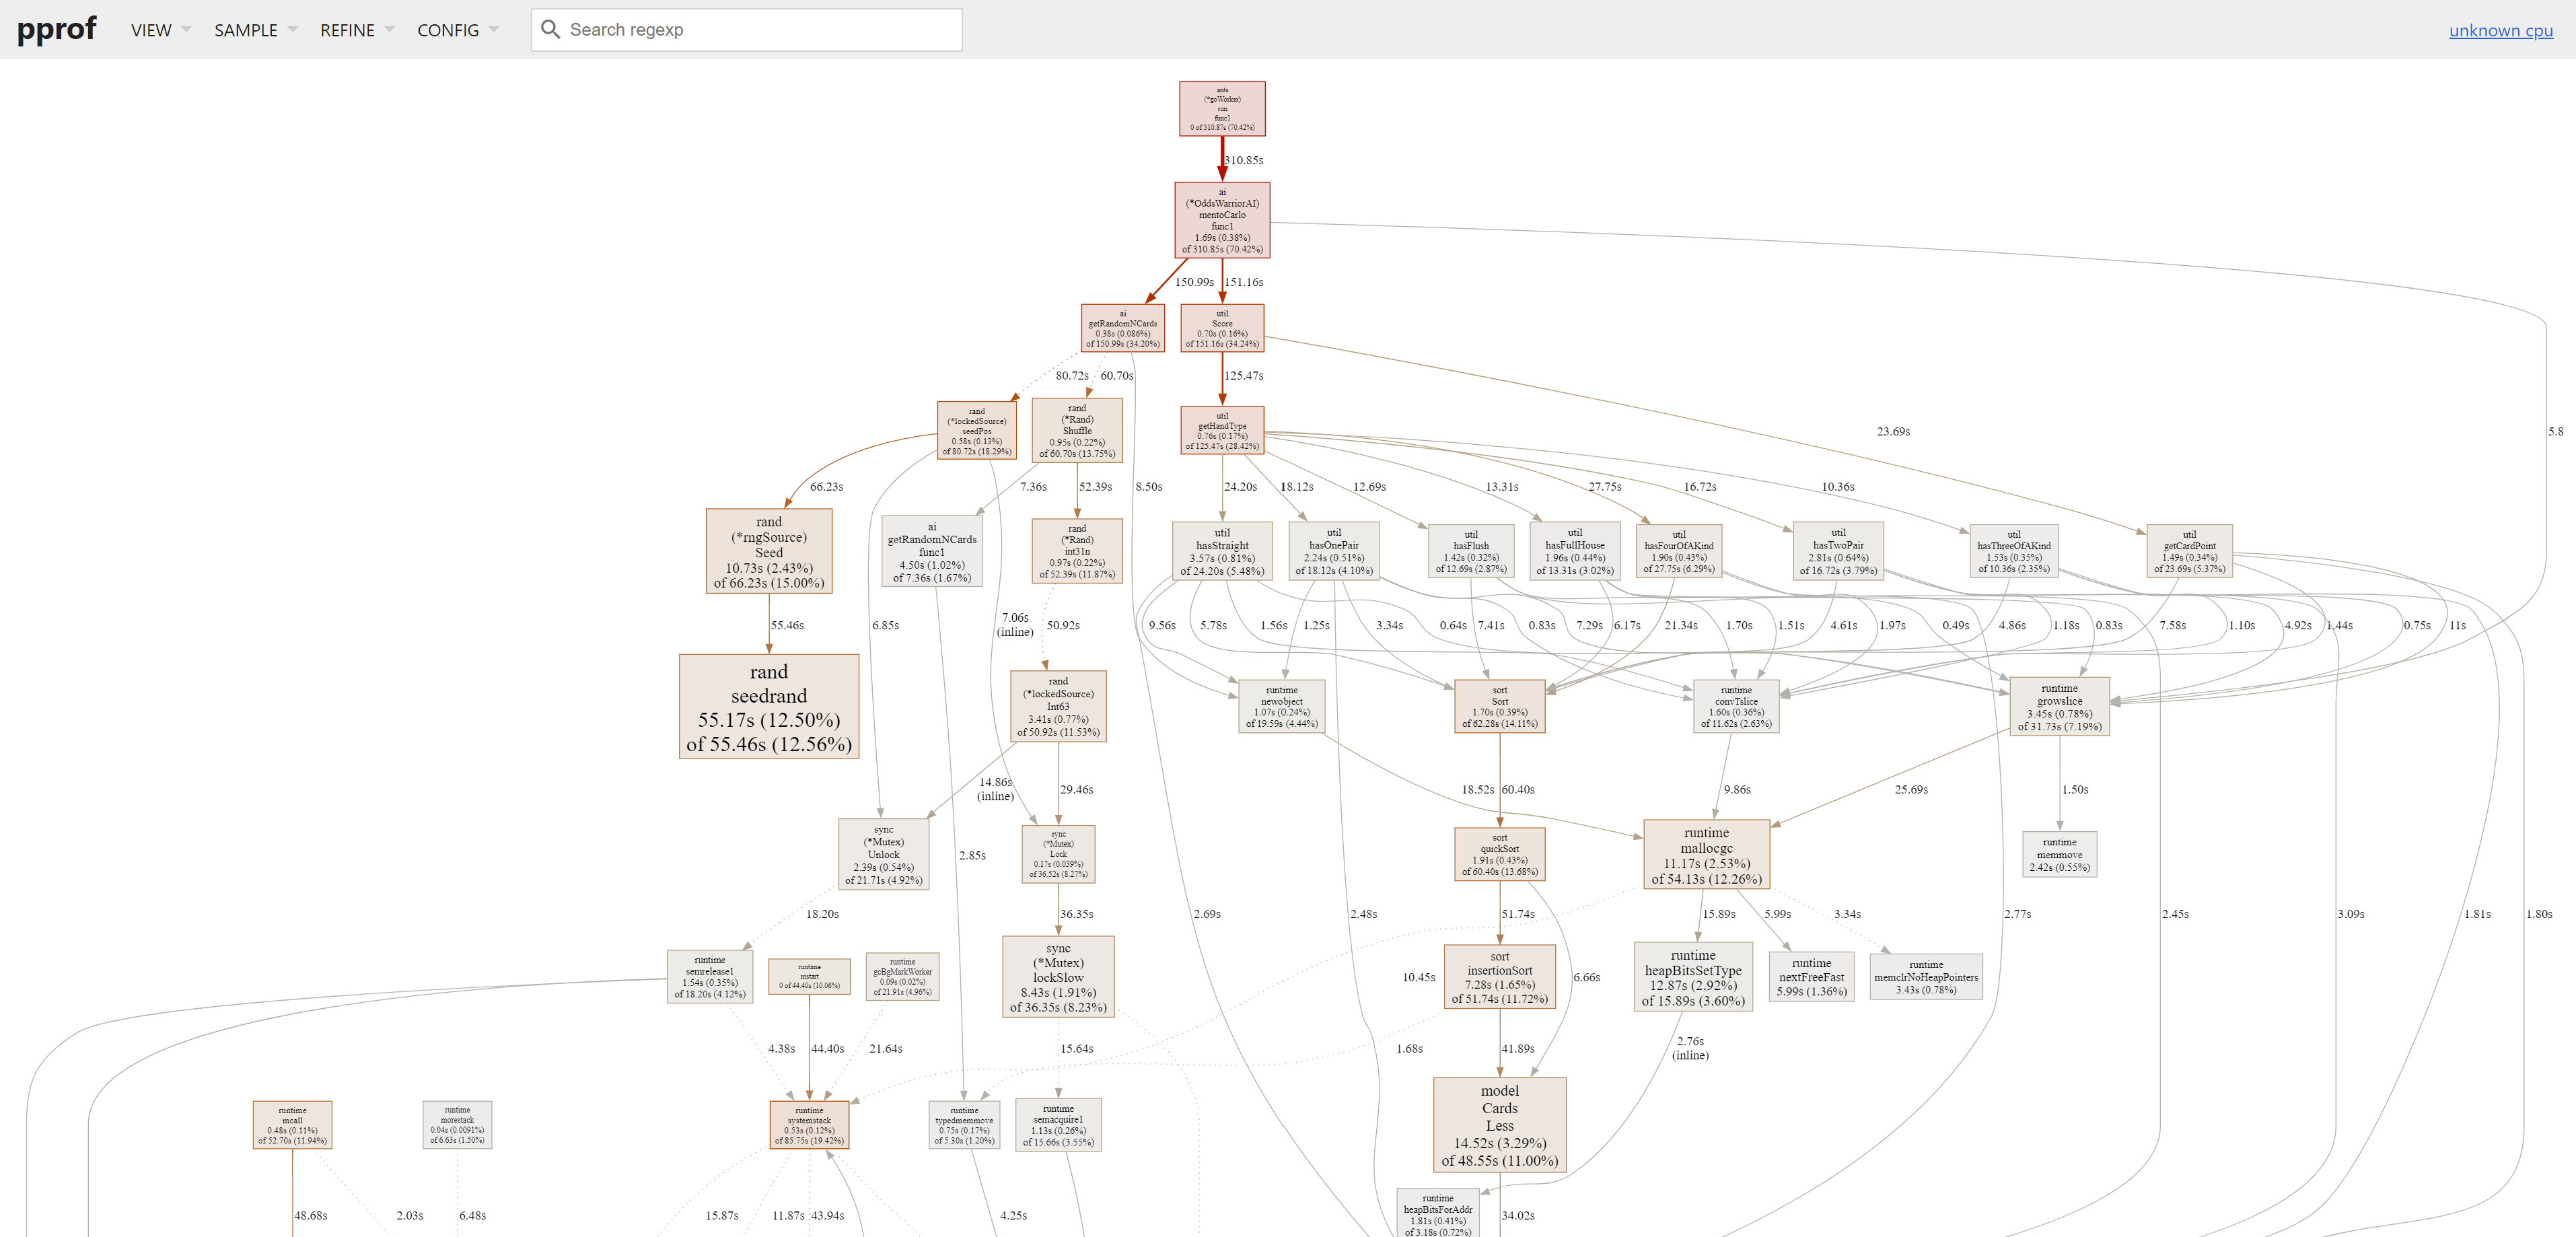 pprof
VIEW
SAMPLE
REFINE
CONFIG
Search regexp
unknown cpu
ants
(*goWorker)
run
func1
0 of 310.87s (70.42%)
310.85s
ai
(*OddsWarriorAI)
mentoCarlo
func1
1.69s (0.38%)
of 310.85s (70.42%)
150.99s
151.16s
ai
getRandomNCards
0.38s (0.086%)
of 150.99s (34.20%)
util
Score
0.70s (0.16%)
of 151.16s (34.24%)
80.72s
60.70s
125.47s
rand
(*lockedSource)
seedPos
0.58s (0.13%)
of 80.72s (18.29%)
rand
(*Rand)
Shuffle
0.95s (0.22%)
of 60.70s (13.75%)
util
getHandType
0.76s (0.17%)
of 125.47s (28.42%)
23.69s
5.8
66.23s
7.36s
52.39s
8.50s
24.20s
18.12s
12.69s
13.31s
27.75s
16.72s
10.36s
rand
(*rngSource)
Seed
10.73s (2.43%)
of 66.23s (15.00%)
ai
getRandomNCards
func1
4.50s (1.02%)
of 7.36s (1.67%)
rand
(*Rand)
int31n
0.97s (0.22%)
of 52.39s (11.87%)
util
hasStraight
3.57s (0.81%)
of 24.20s (5.48%)
util
hasOnePair
2.24s (0.51%)
of 18.12s (4.10%)
util
hasFlush
1.42s (0.32%)
of 12.69s (2.87%)
util
hasFullHouse
1.96s (0.44%)
of 13.31s (3.02%)
util
hasFourOfAKind
1.90s (0.43%)
of 27.75s (6.29%)
util
hasTwoPair
2.81s (0.64%)
of 16.72s (3.79%)
util
hasThreeOfAKind
1.53s (0.35%)
of 10.36s (2.35%)
util
getCardPoint
1.49s (0.34%)
of 23.69s (5.37%)
55.46s
6.85s
7.06s
(inline)
50.92s
9.56s
5.78s
1.56s
1.25s
3.34s
0.64s
7.41s
0.83s
7.29s
6.17s
21.34s
1.70s
1.51s
4.61s
1.97s
0.49s
4.86s
1.18s
0.83s
7.58s
1.10s
4.92s
1.44s
0.75s
11s
rand
seedrand
55.17s (12.50%)
of 55.46s (12.56%)
rand
(*lockedSource)
Int63
3.41s (0.77%)
of 50.92s (11.53%)
runtime
newobject
1.07s (0.24%)
of 19.59s (4.44%)
sort
Sort
1.70s (0.39%)
of 62.28s (14.11%)
runtime
convTslice
1.60s (0.36%)
of 11.62s (2.63%)
runtime
growslice
3.45s (0.78%)
of 31.73s (7.19%)
14.86s
(inline)
29.46s
18.52s
60.40s
9.86s
25.69s
1.50s
sync
(*Mutex)
Unlock
2.39s (0.54%)
of 21.71s (4.92%)
2.85s
sync
(*Mutex)
Lock
0.17s (0.039%)
of 36.52s (8.27%)
sort
quickSort
1.91s (0.43%)
of 60.40s (13.68%)
runtime
mallocgc
11.17s (2.53%)
of 54.13s (12.26%)
runtime
memmove
2.42s (0.55%)
18.20s
36.35s
2.69s
2.48s
51.74s
15.89s
5.99s
3.34s
2.77s
2.45s
3.09s
1.81s
1.80s
runtime
semrelease1
1.54s (0.35%)
of 18.20s (4.12%)
runtime
mstart
0 of 44.40s (10.06%)
runtime
gcBgMarkWorker
0.09s (0.02%)
of 21.91s (4.96%)
sync
(*Mutex)
lockSlow
8.43s (1.91%)
of 36.35s (8.23%)
10.45s
sort
insertionSort
7.28s (1.65%)
of 51.74s (11.72%)
6.66s
runtime
heapBitsSetType
12.87s (2.92%)
of 15.89s (3.60%)
runtime
nextFreeFast
5.99s (1.36%)
runtime
memclrNoHeapPointers
3.43s (0.78%)
4.38s
44.40s
21.64s
15.64s
1.68s
41.89s
2.76s
(inline)
runtime
mcall
0.48s (0.11%)
of 52.70s (11.94%)
runtime
morestack
0.04s (0.0091%)
of 6.63s (1.50%)
runtime
systemstack
0.53s (0.12%)
of 85.75s (19.42%)
runtime
typedmemmove
0.75s (0.17%)
of 5.30s (1.20%)
runtime
semacquire1
1.13s (0.26%)
of 15.66s (3.55%)
model
Cards
Less
14.52s (3.29%)
of 48.55s (11.00%)
runtime
heapBitsForAddr
1.81s (0.41%)
of 3.18s (0.72%)
48.68s
2.03s
6.48s
15.87s
11.87s
43.94s
4.25s
34.02s